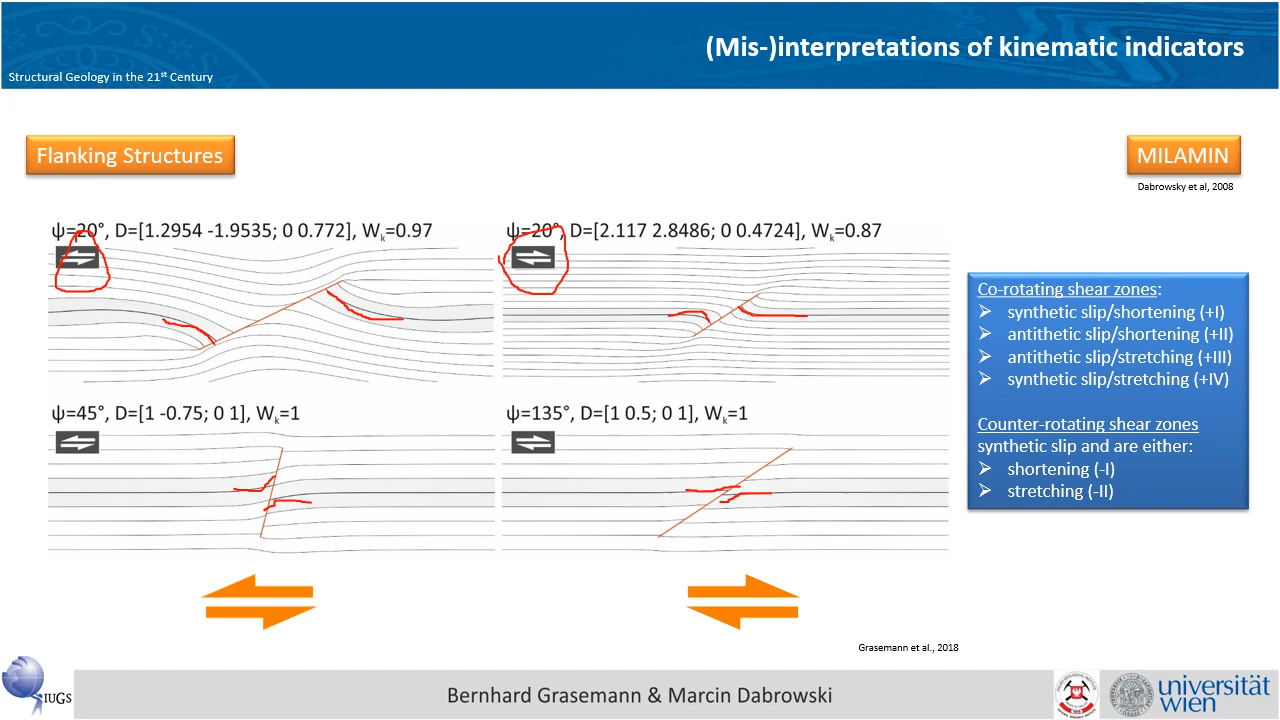 (Mis-)interpretations of kinematic indicators
Structural Geology in the 21st Century
Flanking Structures
MILAMIN
Dabrowsky et al, 2008
ψ=20°, D=[1.2954 -1.9535; 0 0.772], Wk=0.97
ψ=20°, D=[2.117 2.8486; 0 0.4724], Wk=0.87
ψ=45°, D=[1 -0.75; 0 1], Wk=1
ψ=135°, D=[1 0.5; 0 1], Wk=1
Co-rotating shear zones:
➢ synthetic slip/shortening (+I)
➢ antithetic slip/shortening (+II)
➢ antithetic slip/stretching (+III)
➢ synthetic slip/stretching (+IV)
Counter-rotating shear zones
synthetic slip and are either:
➢ shortening (-I)
➢ stretching (-II)
Grasemann et al., 2018
IUGS
Bernhard Grasemann & Marcin Dabrowski
universität
wien